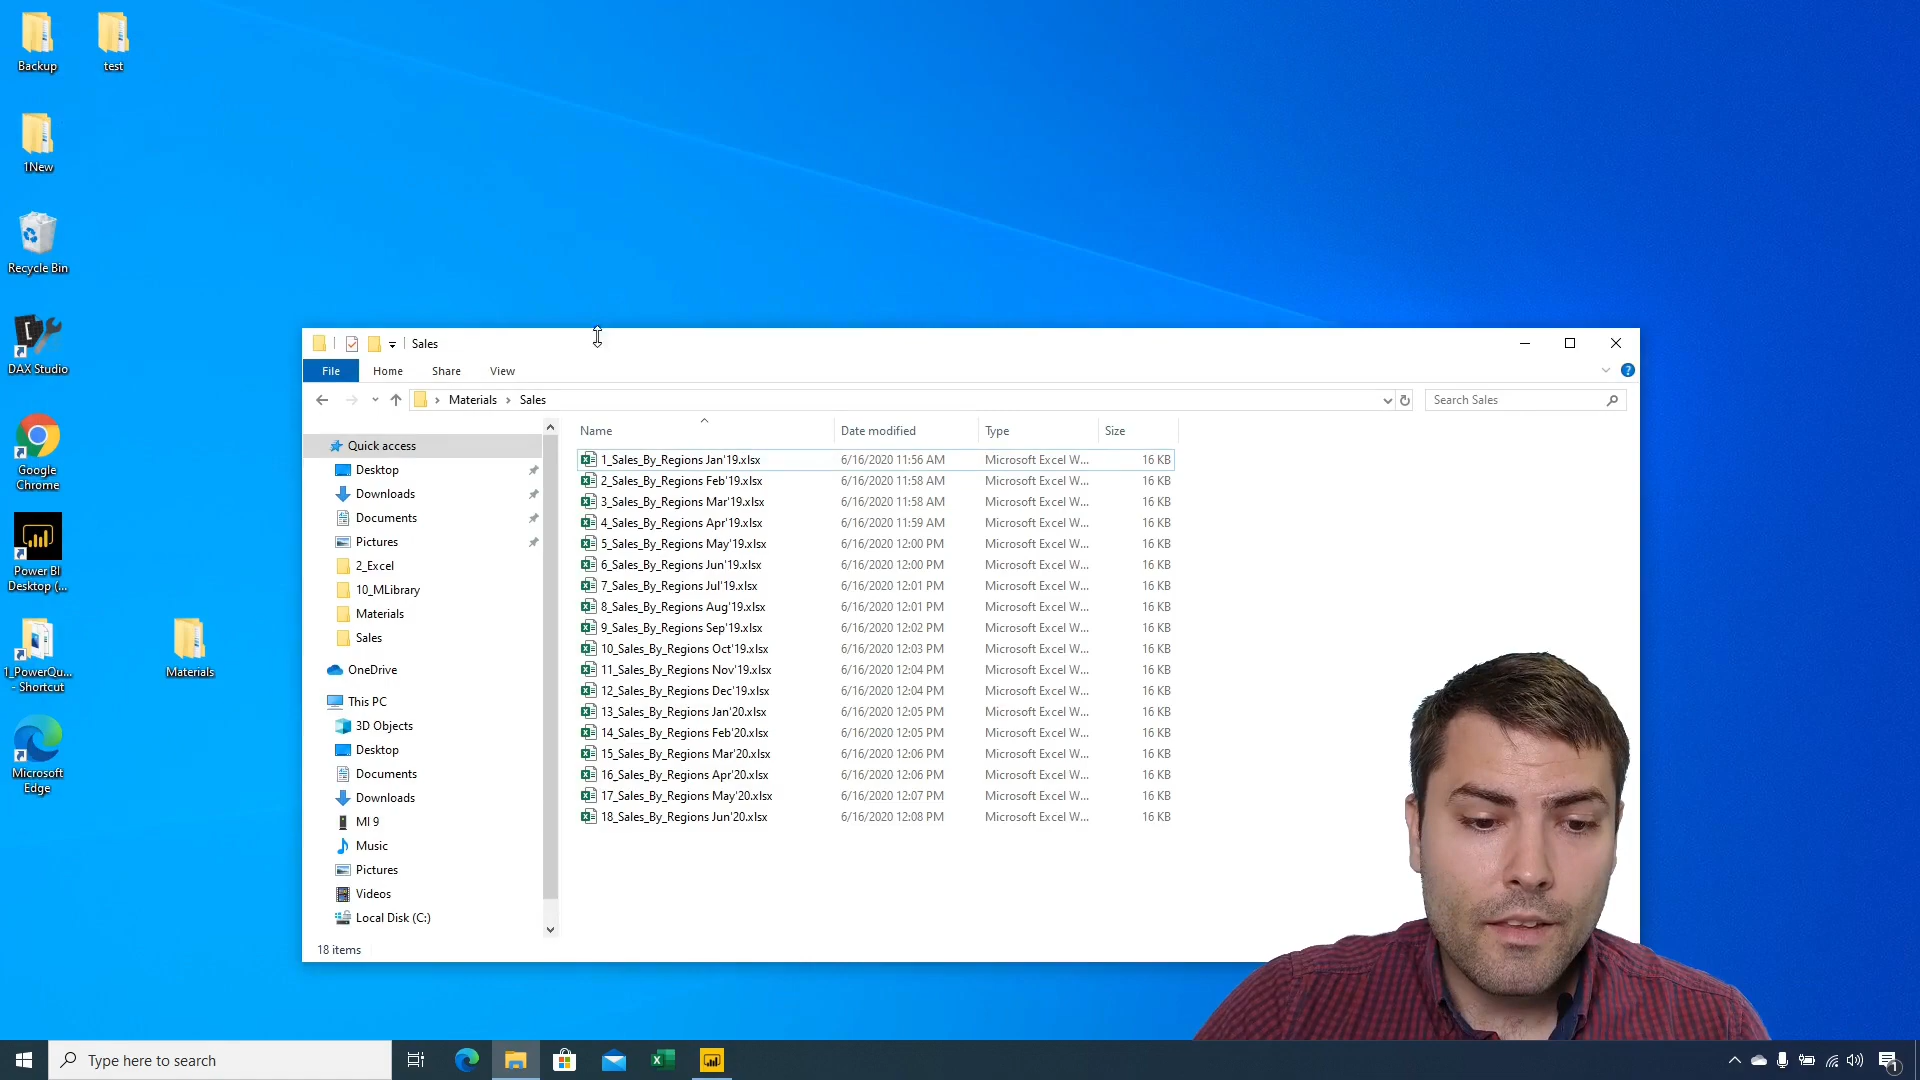 Backup
test
1New
Recycle Bin
DAX Studio
Google
Chrome
Power BI
Desktop (...
1_PowerQu...
- Shortcut
Materials
Microsoft
Edge
Sales
File
Home
Share
View
Materials
Sales
Search Sales
Name
Date modified
Type
Size
Quick access
Desktop
Downloads
Documents
Pictures
2_Excel
10_MLibrary
Materials
Sales
OneDrive
This PC
3D Objects
Desktop
Documents
Downloads
MI 9
Music
Pictures
Videos
Local Disk (C:)
1_Sales_By_Regions Jan'19.xlsx 6/16/2020 11:56 AM Microsoft Excel W... 16 KB
2_Sales_By_Regions Feb'19.xlsx 6/16/2020 11:58 AM Microsoft Excel W... 16 KB
3_Sales_By_Regions Mar'19.xlsx 6/16/2020 11:58 AM Microsoft Excel W... 16 KB
4_Sales_By_Regions Apr'19.xlsx 6/16/2020 11:59 AM Microsoft Excel W... 16 KB
5_Sales_By_Regions May'19.xlsx 6/16/2020 12:00 PM Microsoft Excel W... 16 KB
6_Sales_By_Regions Jun'19.xlsx 6/16/2020 12:00 PM Microsoft Excel W... 16 KB
7_Sales_By_Regions Jul'19.xlsx 6/16/2020 12:01 PM Microsoft Excel W... 16 KB
8_Sales_By_Regions Aug'19.xlsx 6/16/2020 12:01 PM Microsoft Excel W... 16 KB
9_Sales_By_Regions Sep'19.xlsx 6/16/2020 12:02 PM Microsoft Excel W... 16 KB
10_Sales_By_Regions Oct'19.xlsx 6/16/2020 12:03 PM Microsoft Excel W... 16 KB
11_Sales_By_Regions Nov'19.xlsx 6/16/2020 12:04 PM Microsoft Excel W... 16 KB
12_Sales_By_Regions Dec'19.xlsx 6/16/2020 12:04 PM Microsoft Excel W... 16 KB
13_Sales_By_Regions Jan'20.xlsx 6/16/2020 12:05 PM Microsoft Excel W... 16 KB
14_Sales_By_Regions Feb'20.xlsx 6/16/2020 12:05 PM Microsoft Excel W... 16 KB
15_Sales_By_Regions Mar'20.xlsx 6/16/2020 12:06 PM Microsoft Excel W... 16 KB
16_Sales_By_Regions Apr'20.xlsx 6/16/2020 12:06 PM Microsoft Excel W... 16 KB
17_Sales_By_Regions May'20.xlsx 6/16/2020 12:07 PM Microsoft Excel W... 16 KB
18_Sales_By_Regions Jun'20.xlsx 6/16/2020 12:08 PM Microsoft Excel W... 16 KB
18 items
Type here to search
1